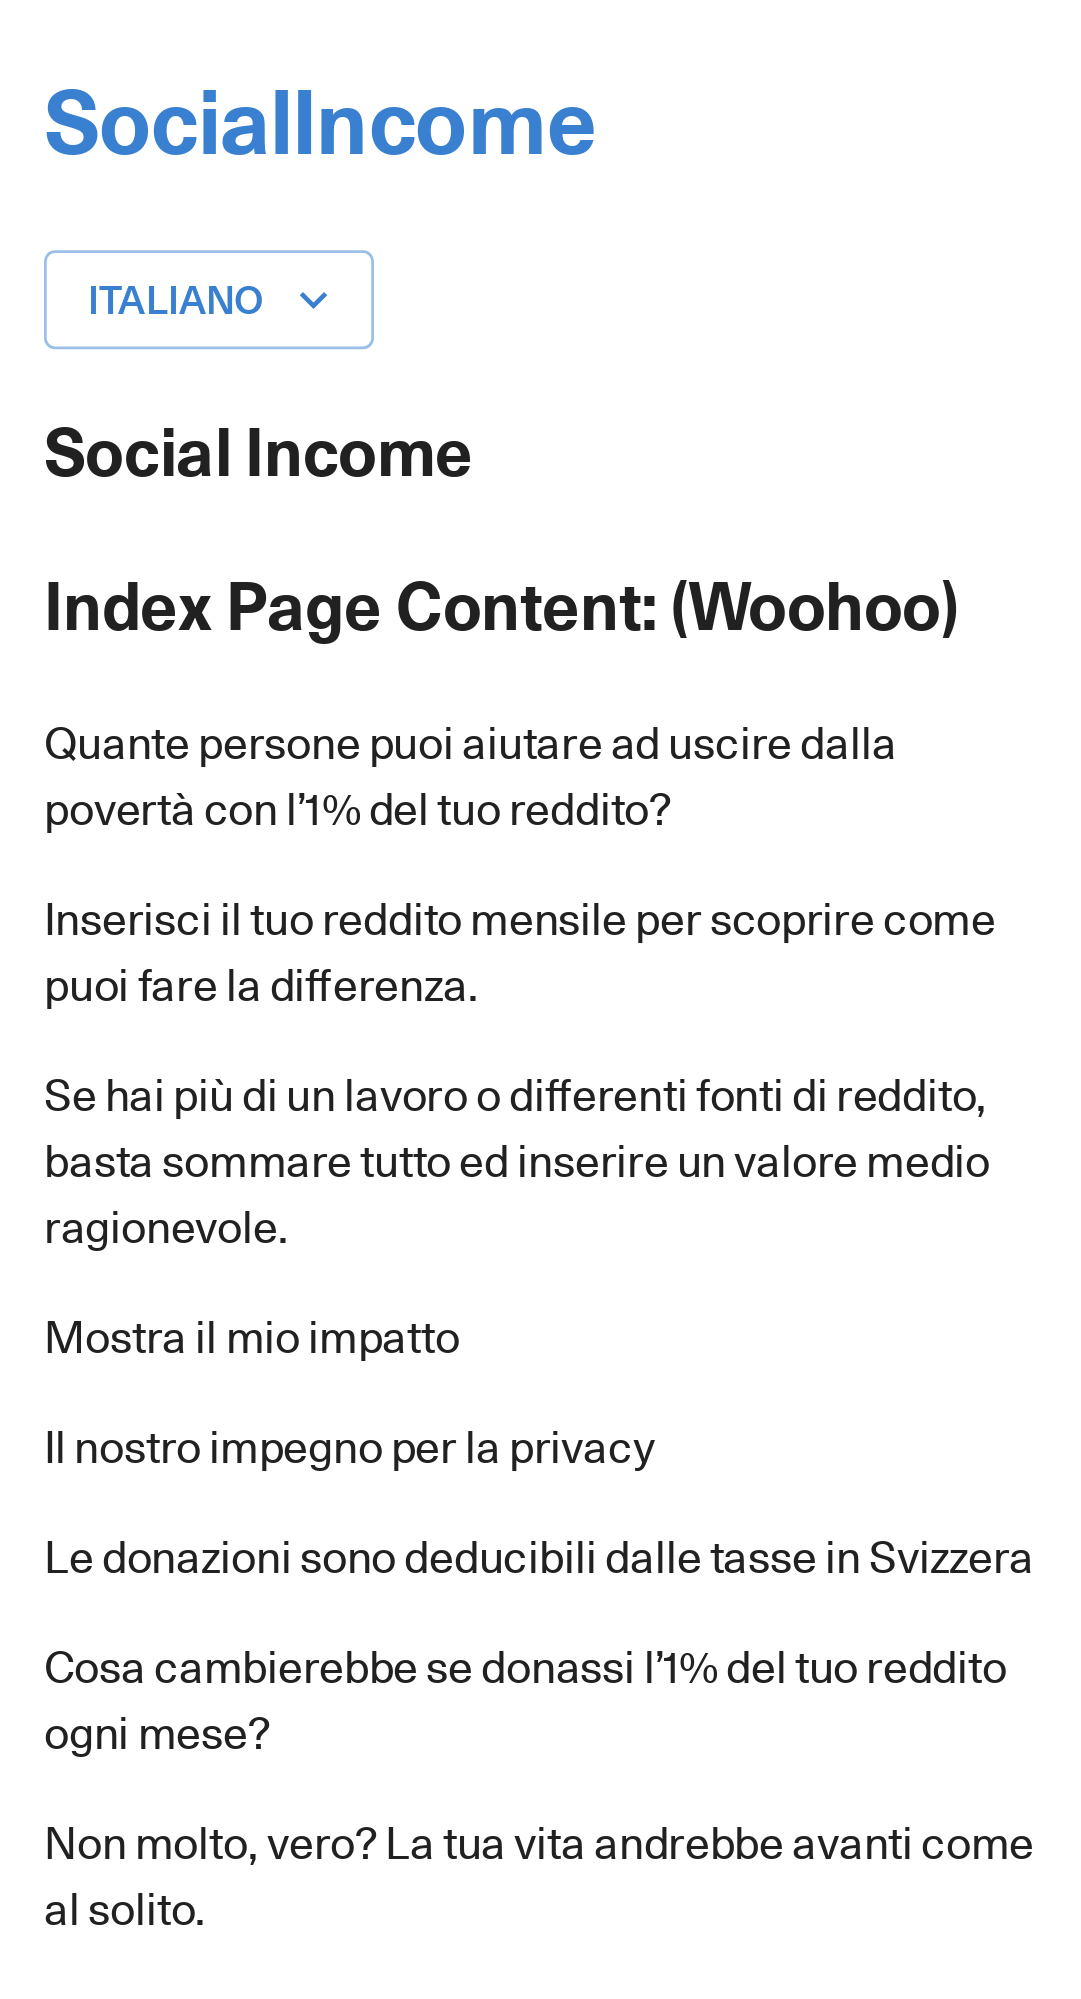 SocialIncome
ITALIANO
Social Income
Index Page Content: (Woohoo)
Quante persone puoi aiutare ad uscire dalla
povertà con l’1% del tuo reddito?
Inserisci il tuo reddito mensile per scoprire come
puoi fare la differenza.
Se hai più di un lavoro o differenti fonti di reddito,
basta sommare tutto ed inserire un valore medio
ragionevole.
Mostra il mio impatto
Il nostro impegno per la privacy
Le donazioni sono deducibili dalle tasse in Svizzera
Cosa cambierebbe se donassi l’1% del tuo reddito
ogni mese?
Non molto, vero? La tua vita andrebbe avanti come
al solito.